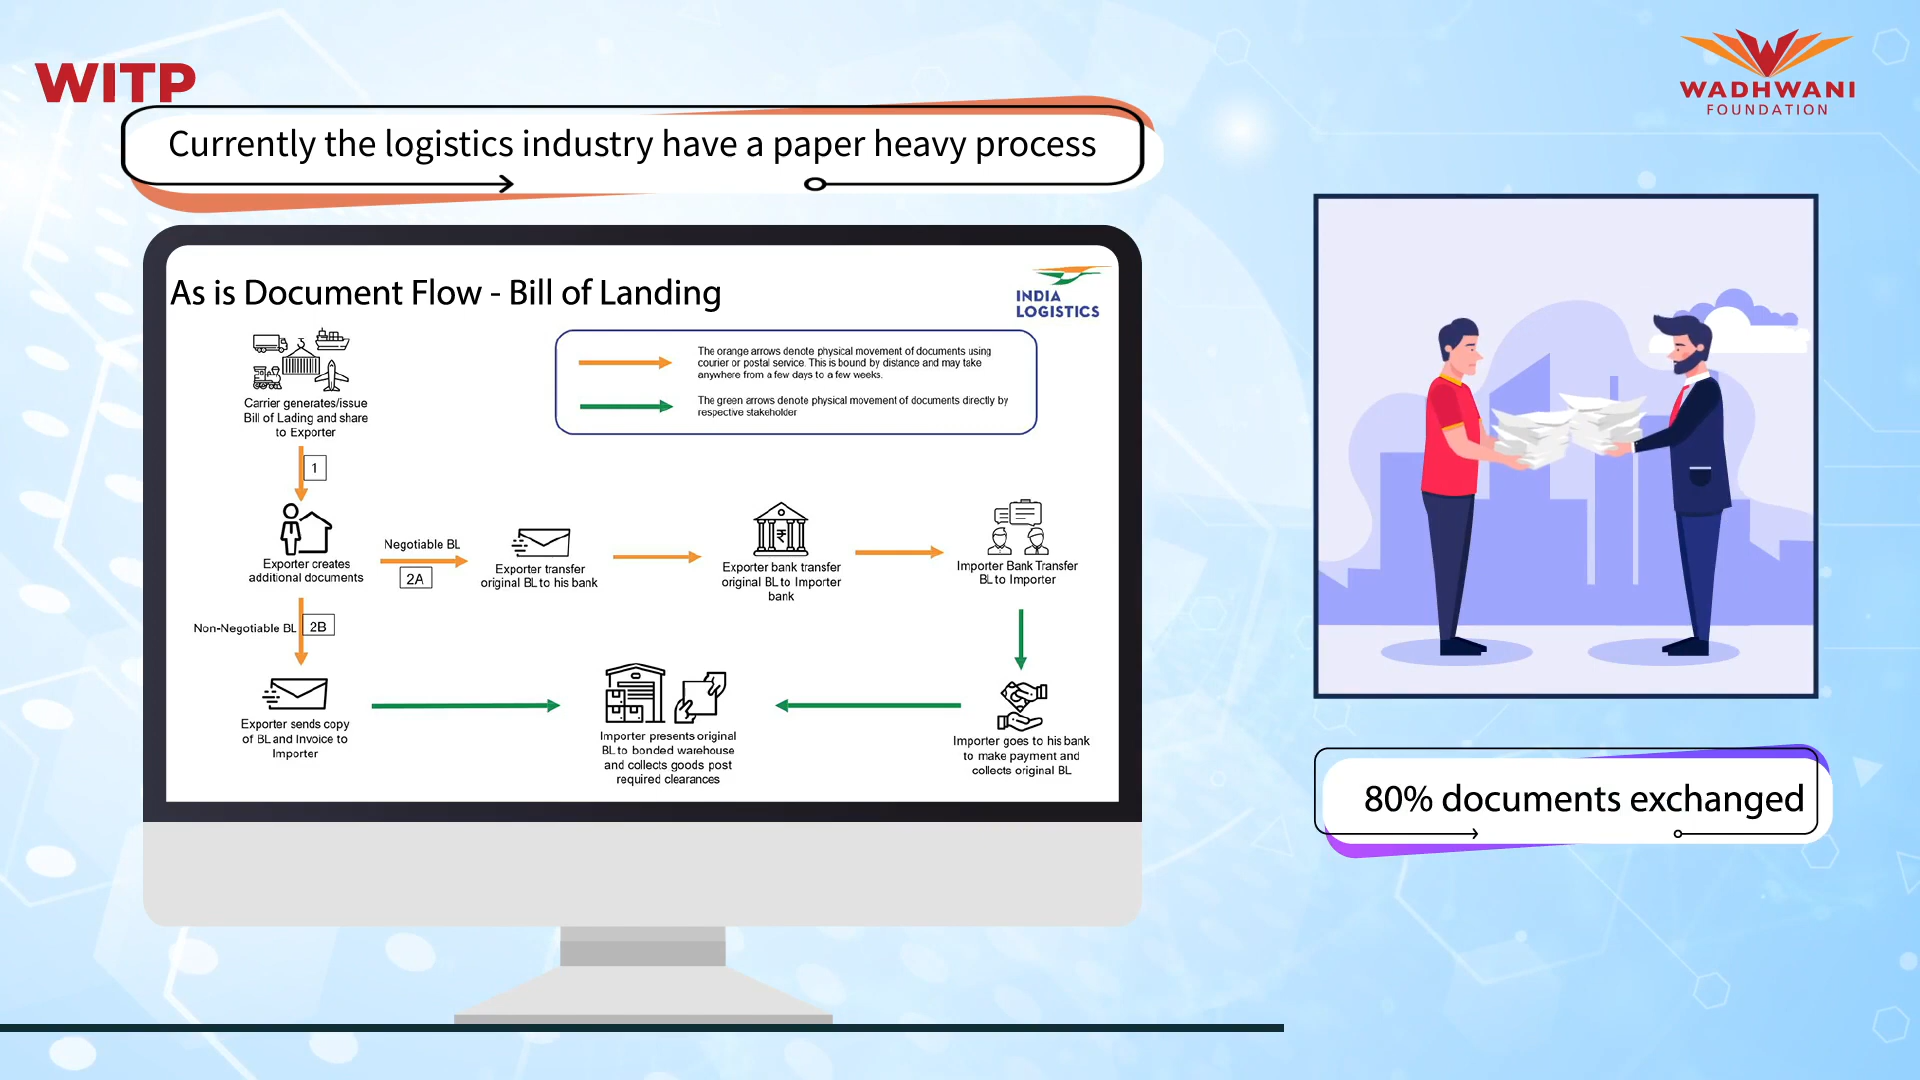 WITP
WADHWANI
FOUNDATION
Currently the logistics industry have a paper heavy process
As is Document Flow - Bill of Landing
INDIA
LOGISTICS
The orange arrows denote physical movement of documents using
courier or postal service. This is bound by distance and may take
anywhere from a few days to a few weeks.
The green arrows denote physical movement of documents directly by
respective stakeholder
Carrier generates/issue
Bill of Lading and share
to Exporter
1
Exporter creates
additional documents
Negotiable BL
2A
Exporter transfer
original BL to his bank
Exporter bank transfer
original BL to Importer
bank
Importer Bank Transfer
BL to Importer
Non-Negotiable BL
2B
Exporter sends copy
of BL and Invoice to
Importer
Importer presents original
BL to bonded warehouse
and collects goods post
required clearances
Importer goes to his bank
to make payment and
collects original BL
80% documents exchanged